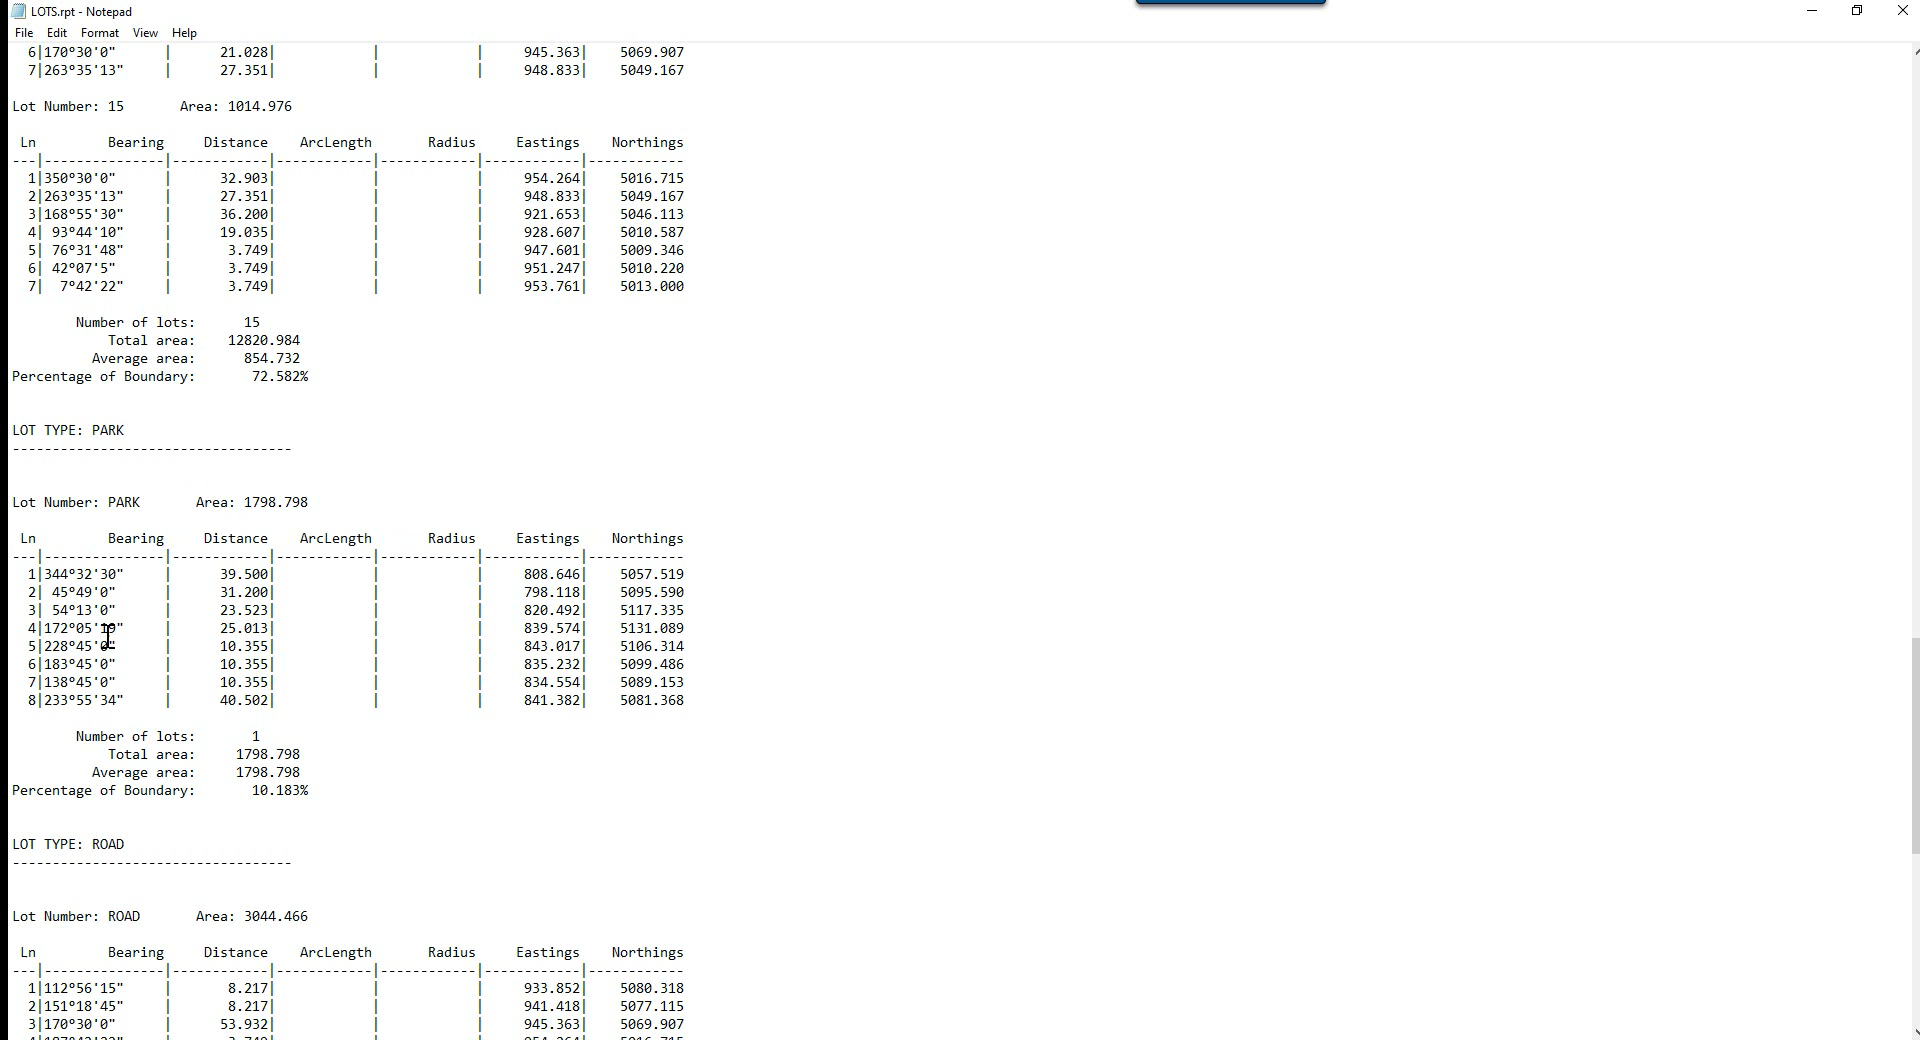 LOTS.rpt - Notepad
File Edit Format View Help
6|170°30'0" | 21.028| | | 945.363| 5069.907
7|263°35'13" | 27.351| | | 948.833| 5049.167
Lot Number: 15 Area: 1014.976
Ln Bearing Distance ArcLength Radius Eastings Northings
---|---------------|------------|------------|------------|------------|------------
1|350°30'0" | 32.903| | | 954.264| 5016.715
2|263°35'13" | 27.351| | | 948.833| 5049.167
3|168°55'30" | 36.200| | | 921.653| 5046.113
4| 93°44'10" | 19.035| | | 928.607| 5010.587
5| 76°31'48" | 3.749| | | 947.601| 5009.346
6| 42°07'5" | 3.749| | | 951.247| 5010.220
7| 7°42'22" | 3.749| | | 953.761| 5013.000
Number of lots: 15
Total area: 12820.984
Average area: 854.732
Percentage of Boundary: 72.582%
LOT TYPE: PARK
-----------------------------------
Lot Number: PARK Area: 1798.798
Ln Bearing Distance ArcLength Radius Eastings Northings
---|---------------|------------|------------|------------|------------|------------
1|344°32'30" | 39.500| | | 808.646| 5057.519
2| 45°49'0" | 31.200| | | 798.118| 5095.590
3| 54°13'0" | 23.523| | | 820.492| 5117.335
4|172°05'19" | 25.013| | | 839.574| 5131.089
5|228°45'0" | 10.355| | | 843.017| 5106.314
6|183°45'0" | 10.355| | | 835.232| 5099.486
7|138°45'0" | 10.355| | | 834.554| 5089.153
8|233°55'34" | 40.502| | | 841.382| 5081.368
Number of lots: 1
Total area: 1798.798
Average area: 1798.798
Percentage of Boundary: 10.183%
LOT TYPE: ROAD
-----------------------------------
Lot Number: ROAD Area: 3044.466
Ln Bearing Distance ArcLength Radius Eastings Northings
---|---------------|------------|------------|------------|------------|------------
1|112°56'15" | 8.217| | | 933.852| 5080.318
2|151°18'45" | 8.217| | | 941.418| 5077.115
3|170°30'0" | 53.932| | | 945.363| 5069.907